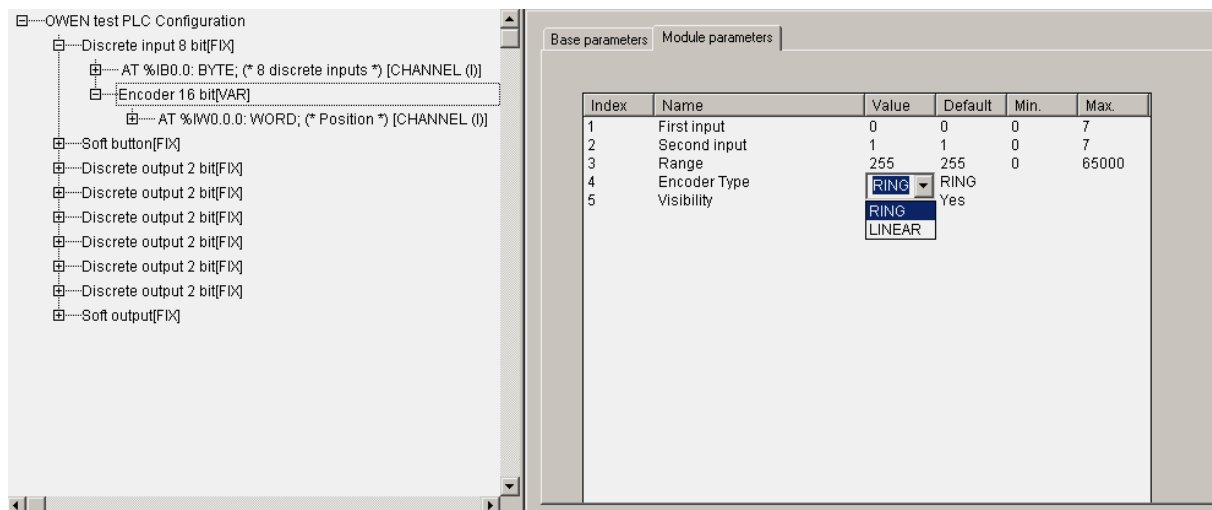 OWEN test PLC Configuration
Discrete input 8 bit[FIX]
AT %IB0.0: BYTE; (* 8 discrete inputs *) [CHANNEL (I)]
Encoder 16 bit[VAR]
AT %IW0.0.0: WORD; (* Position *) [CHANNEL (I)]
Soft button[FIX]
Discrete output 2 bit[FIX]
Discrete output 2 bit[FIX]
Discrete output 2 bit[FIX]
Discrete output 2 bit[FIX]
Discrete output 2 bit[FIX]
Discrete output 2 bit[FIX]
Soft output[FIX]
Base parameters Module parameters
Index Name Value Default Min. Max.
1 First input 0 0 0 7
2 Second input 1 1 0 7
3 Range 255 255 0 65000
4 Encoder Type RING RING
5 Visibility Yes
RING
LINEAR